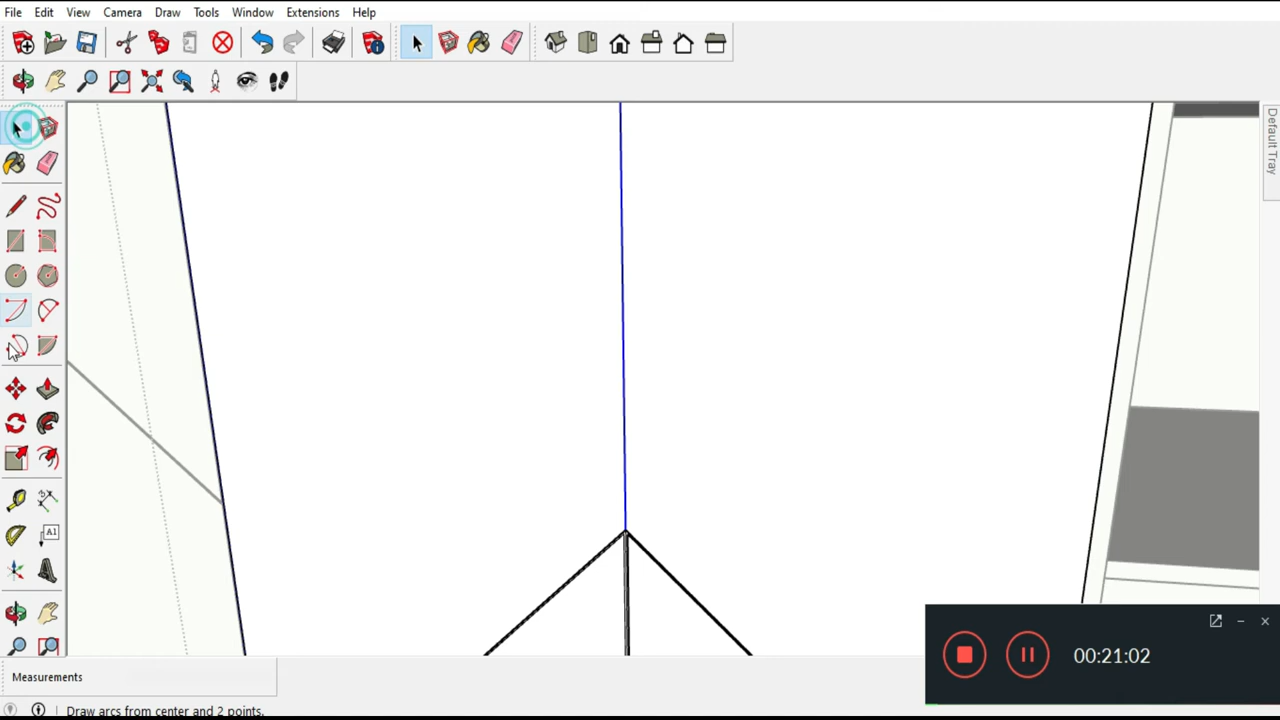 File Edit View Camera Draw Tools Window Extensions Help
Default Tray
A1
Measurements
Draw arcs from center and 2 points.
00:21:02